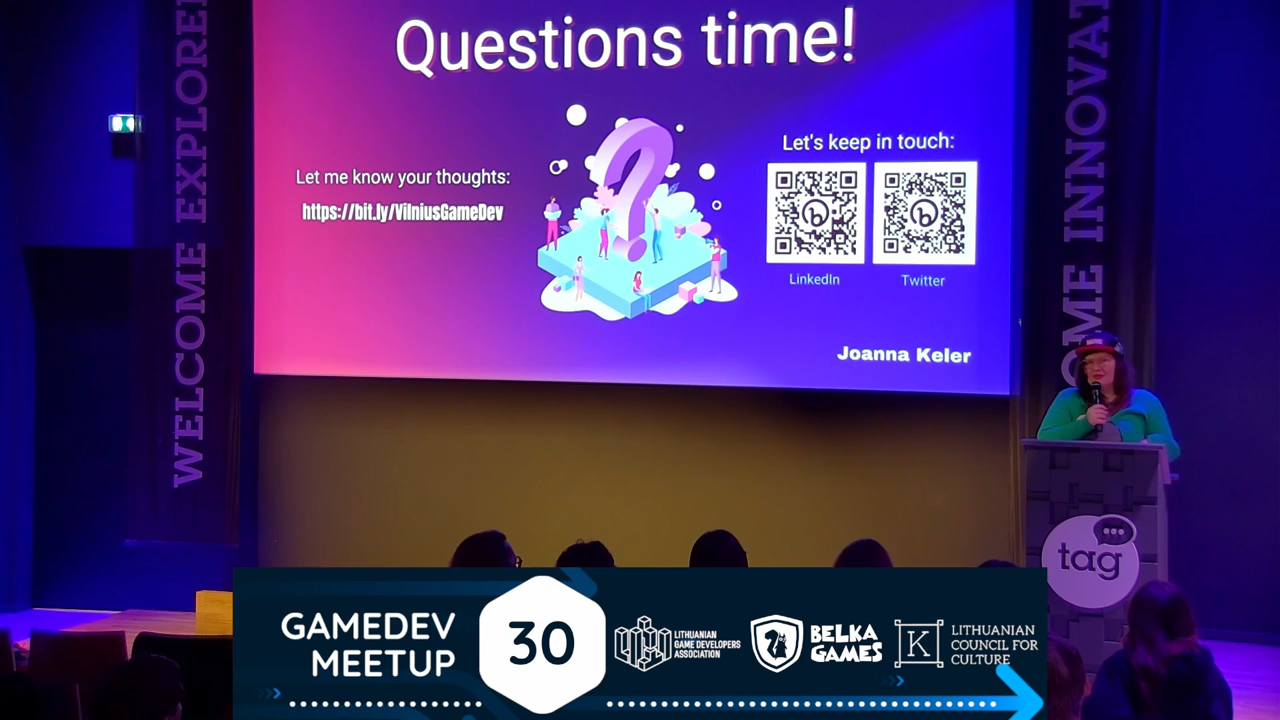 Questions time!
Let me know your thoughts:
https://bit.ly/VilniusGameDev
Let's keep in touch:
LinkedIn
Twitter
Joanna Keler
WELCOME EXPLORE
OME INNOVAT
tag
GAMEDEV
MEETUP
30
LITHUANIAN
GAME DEVELOPERS
ASSOCIATION
BELKA
GAMES
K
LITHUANIAN
COUNCIL FOR
CULTURE